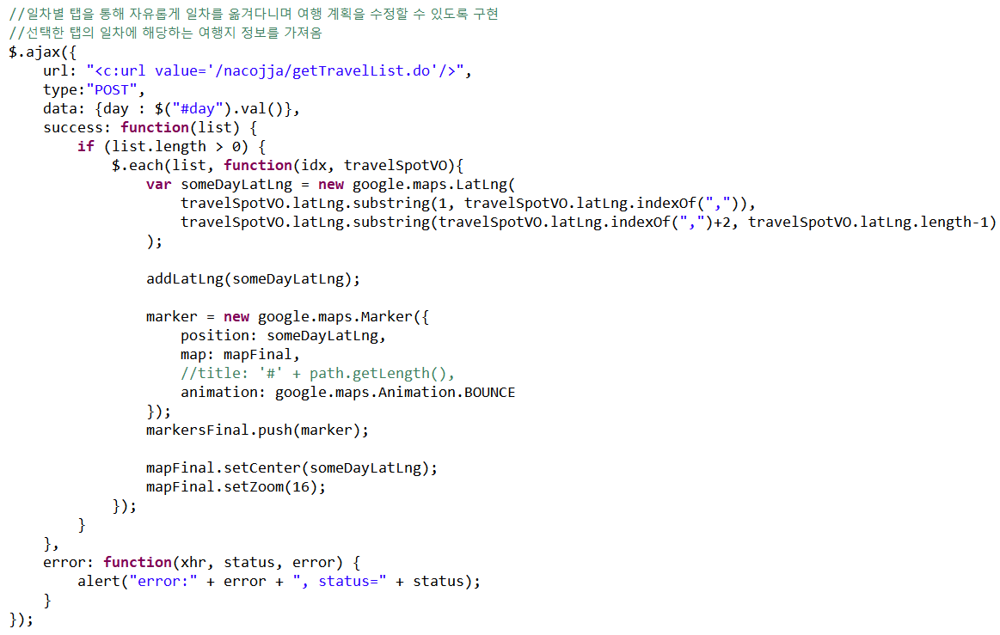 //일차별 탭을 통해 자유롭게 일차를 옮겨다니며 여행 계획을 수정할 수 있도록 구현
//선택한 탭의 일차에 해당하는 여행지 정보를 가져옴
$.ajax({
    url: "<c:url value='/nacojja/getTravelList.do'/>",
    type:"POST",
    data: {day : $("#day").val()},
    success: function(list) {
        if (list.length > 0) {
            $.each(list, function(idx, travelSpotVO){
                var someDayLatLng = new google.maps.LatLng(
                    travelSpotVO.latLng.substring(1, travelSpotVO.latLng.indexOf(",")),
                    travelSpotVO.latLng.substring(travelSpotVO.latLng.indexOf(",")+2, travelSpotVO.latLng.length-1)
                );

                addLatLng(someDayLatLng);

                marker = new google.maps.Marker({
                    position: someDayLatLng,
                    map: mapFinal,
                    //title: '#' + path.getLength(),
                    animation: google.maps.Animation.BOUNCE
                });
                markersFinal.push(marker);

                mapFinal.setCenter(someDayLatLng);
                mapFinal.setZoom(16);
            });
        }
    },
    error: function(xhr, status, error) {
        alert("error:" + error + ", status=" + status);
    }
});